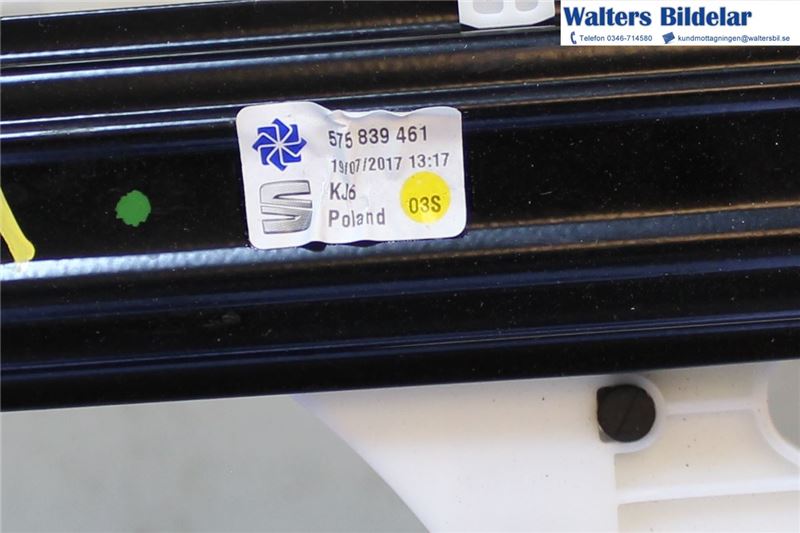 Walters Bildelar
Telefon 0346-714580 kundmottagningen@waltersbil.se
575 839 461
19/07/2017 13:17
KJ6
03S
Poland